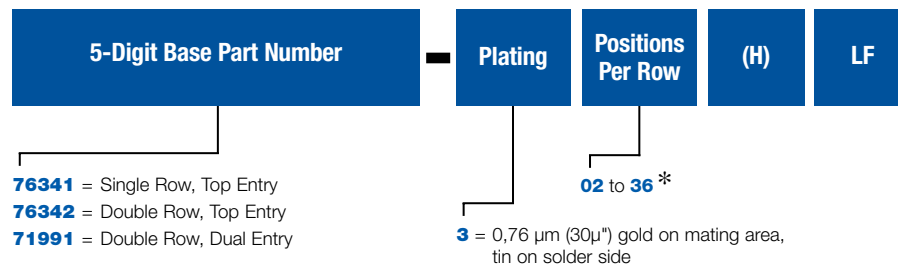 5-Digit Base Part Number - Plating Positions Per Row (H) LF
76341 = Single Row, Top Entry
76342 = Double Row, Top Entry
71991 = Double Row, Dual Entry
02 to 36*
3 = 0,76 µm (30µ") gold on mating area,
tin on solder side